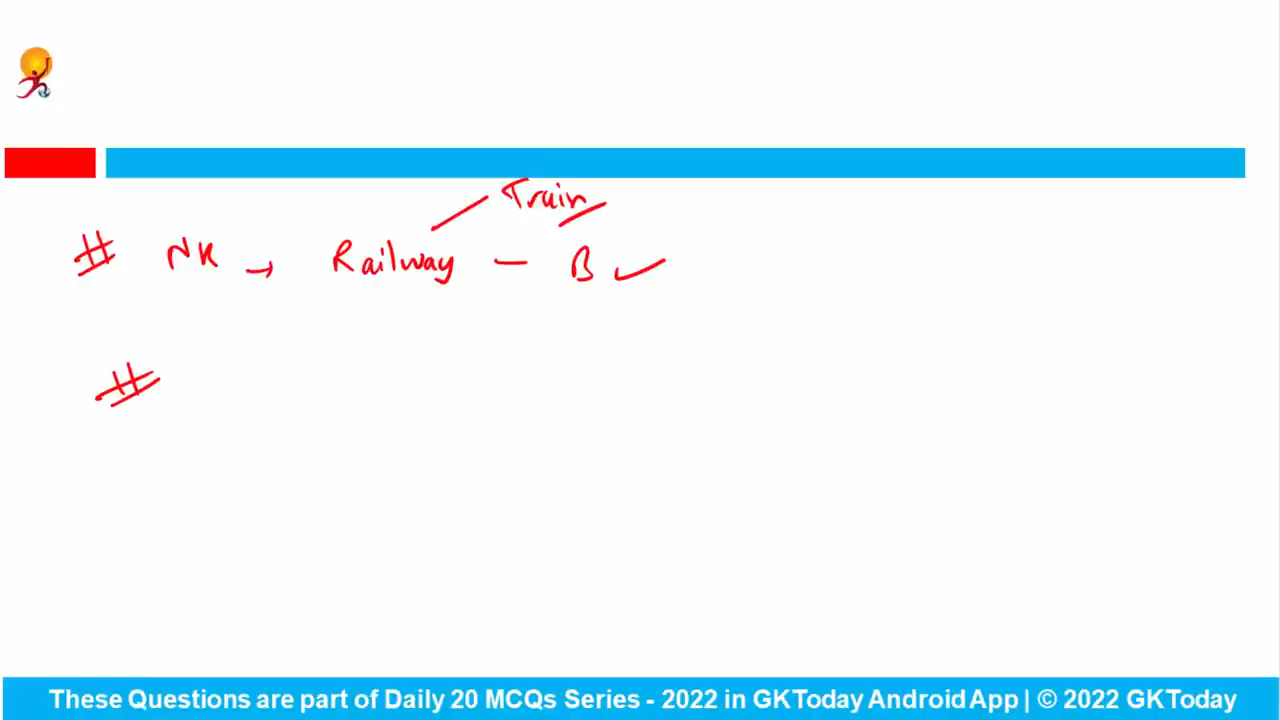 Train
# NK → Railway — B ✓
#
These Questions are part of Daily 20 MCQs Series - 2022 in GKToday Android App | © 2022 GKToday